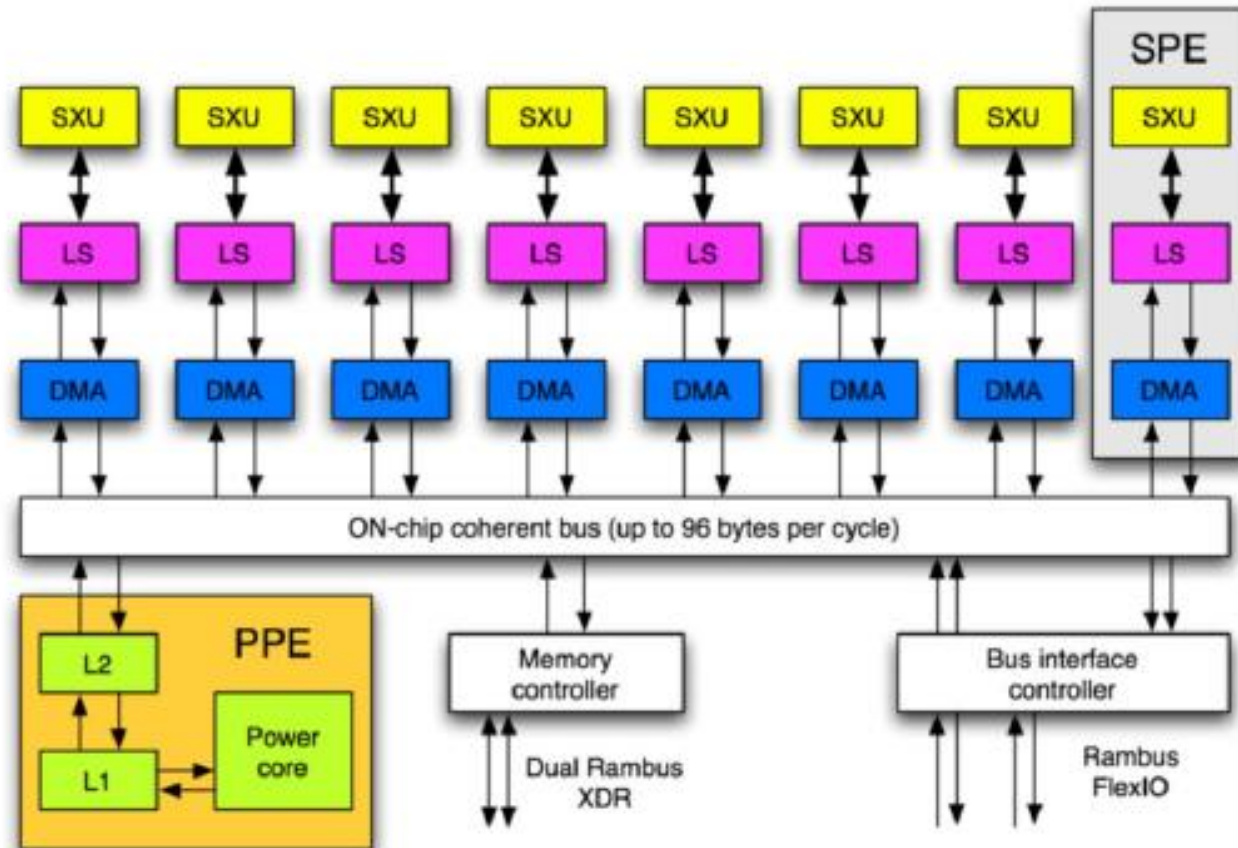 SPE
SXU SXU SXU SXU SXU SXU SXU SXU
LS LS LS LS LS LS LS LS
DMA DMA DMA DMA DMA DMA DMA DMA
ON-chip coherent bus (up to 96 bytes per cycle)
PPE
L2
Power
core
L1
Memory
controller
Dual Rambus
XDR
Bus interface
controller
Rambus
FlexIO